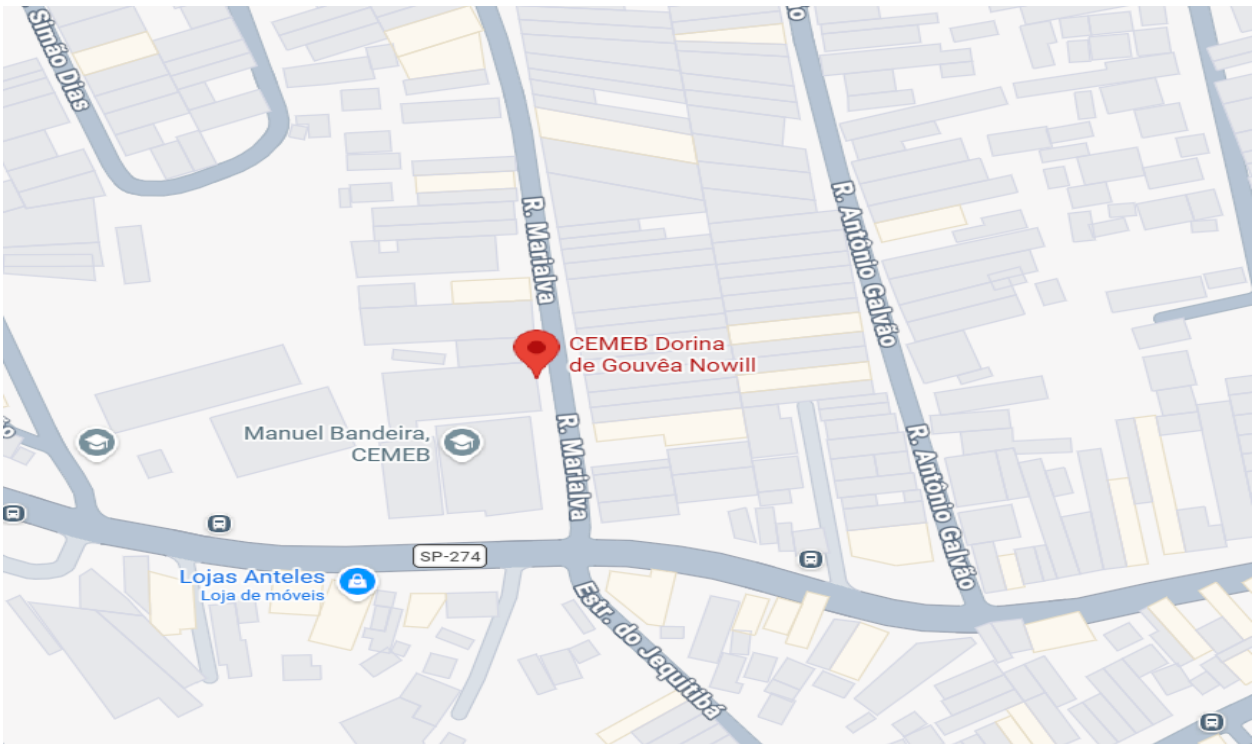 Simão Dias
R. Marialva
R. Antônio Galvão
CEMEB Dorina
de Gouvêa Nowill
Manuel Bandeira,
CEMEB
R. Marialva
R. Antônio Galvão
SP-274
Lojas Anteles
Loja de móveis
Estr. do Jequitibá